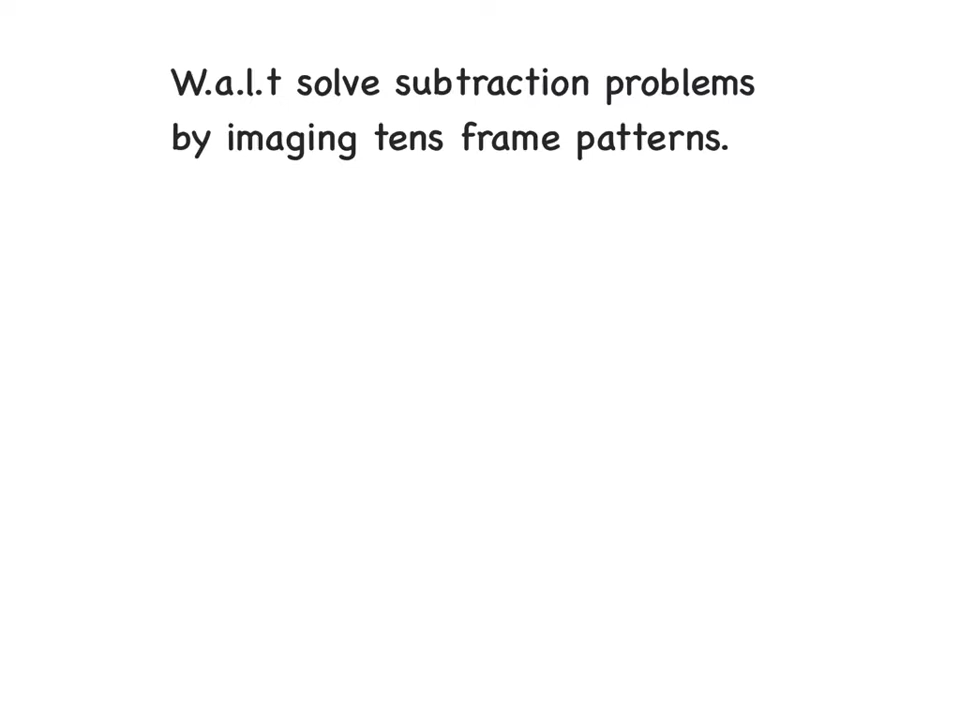 W.a.l.t solve subtraction problems
by imaging tens frame patterns.